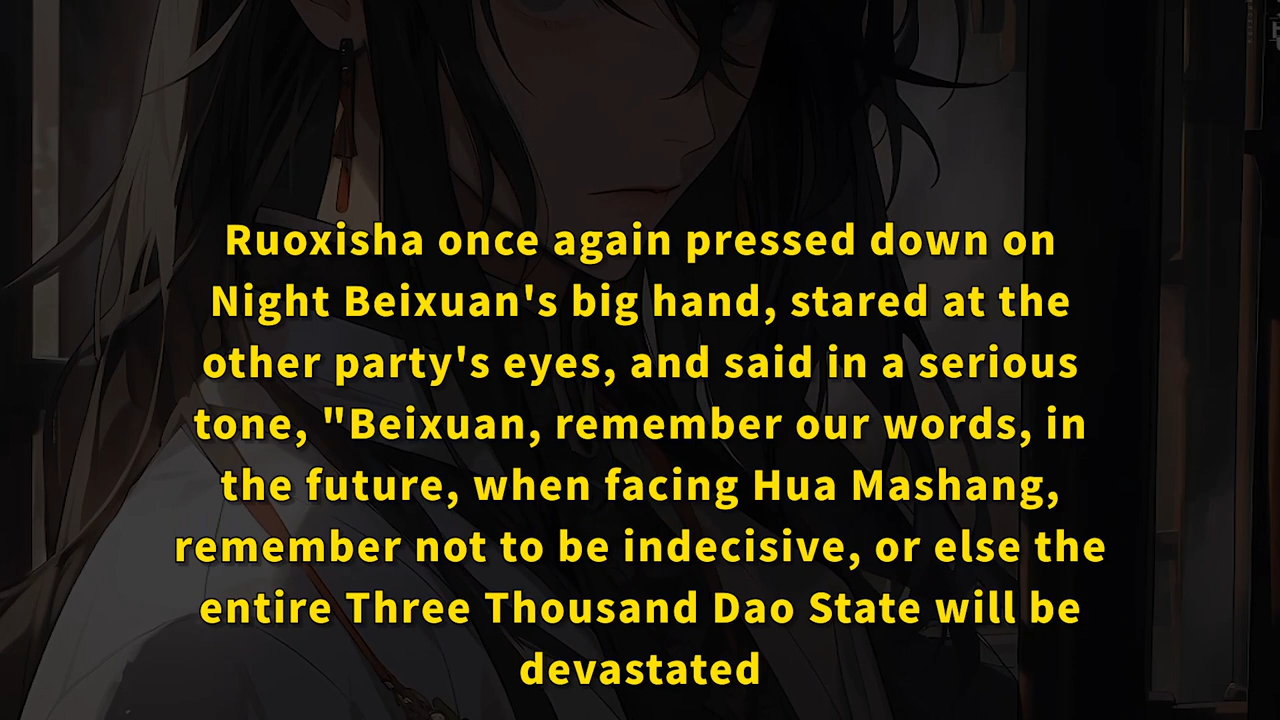 Ruoxisha once again pressed down on
Night Beixuan's big hand, stared at the
other party's eyes, and said in a serious
tone, "Beixuan, remember our words, in
the future, when facing Hua Mashang,
remember not to be indecisive, or else the
entire Three Thousand Dao State will be
devastated